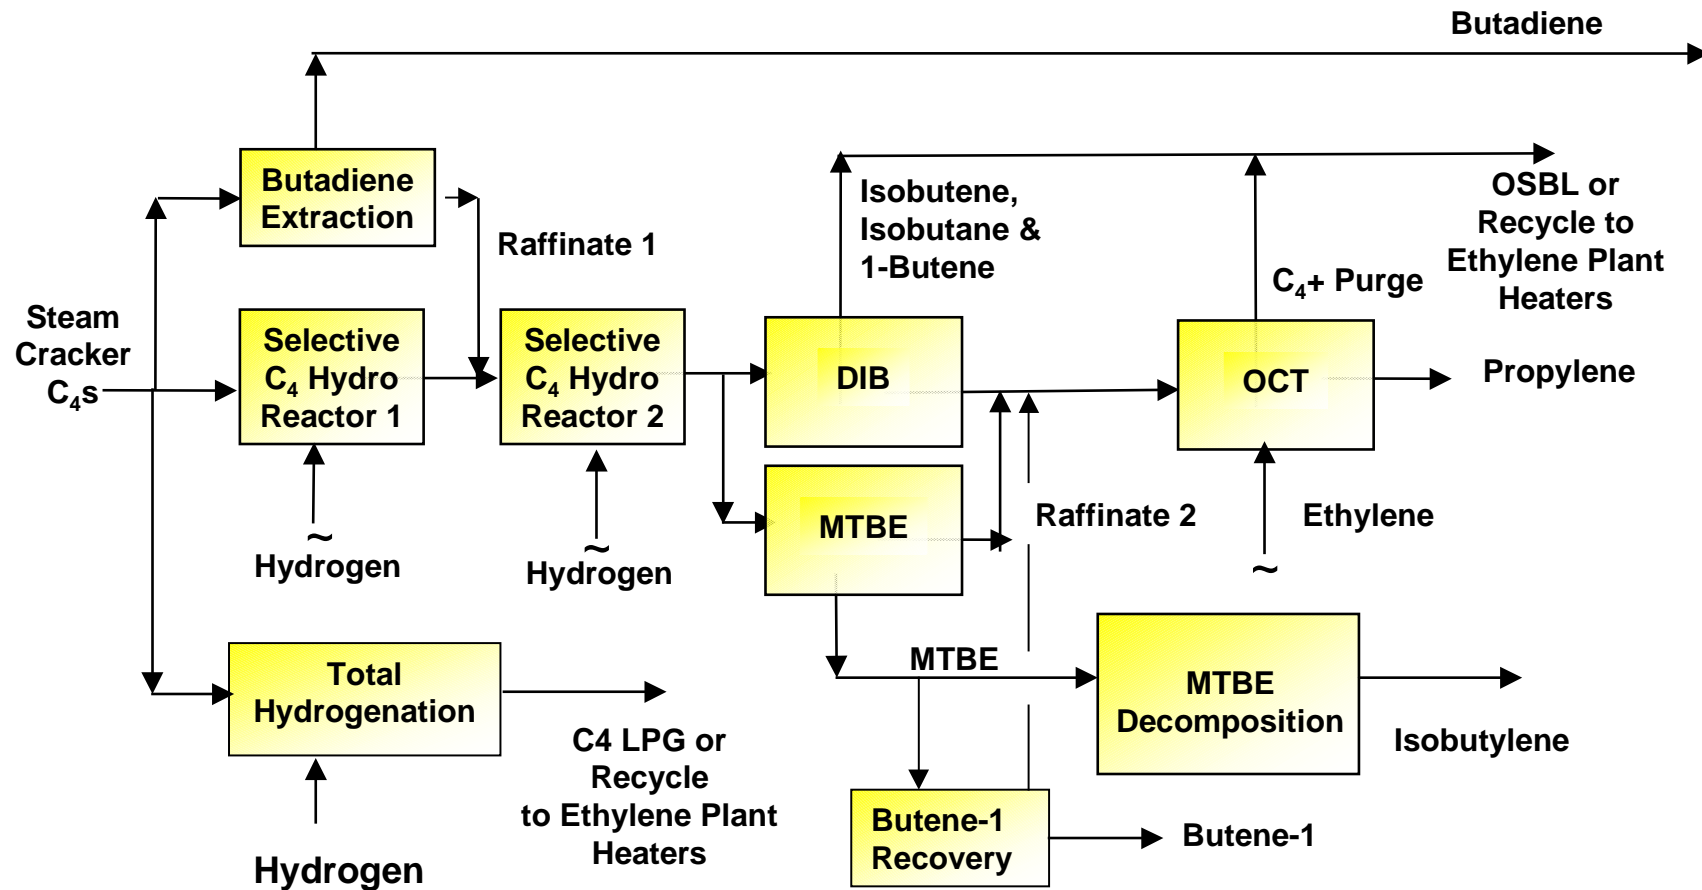 Butadiene
Butadiene
Extraction
Raffinate 1
Isobutene,
Isobutane &
1-Butene
OSBL or
Recycle to
Ethylene Plant
Heaters
C₄+ Purge
Steam
Cracker
C₄s
Selective
C₄ Hydro
Reactor 1
Selective
C₄ Hydro
Reactor 2
DIB
OCT
Propylene
MTBE
Raffinate 2
Ethylene
~
Hydrogen
~
Hydrogen
~
Total
Hydrogenation
MTBE
MTBE
Decomposition
Isobutylene
C4 LPG or
Recycle
to Ethylene Plant
Heaters
Butene-1
Recovery
Butene-1
Hydrogen